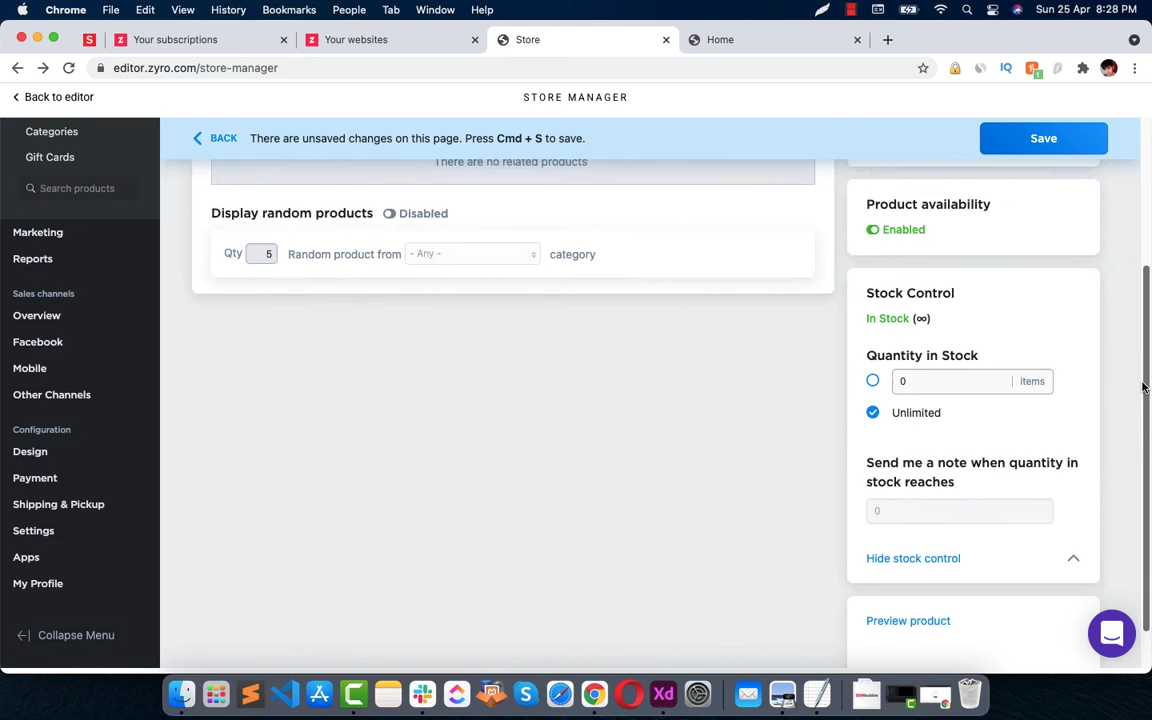 Chrome File Edit View History Bookmarks People Tab Window Help Sun 25 Apr 8:28 PM
S Your subscriptions Your websites Store Home
editor.zyro.com/store-manager IQ 1
Back to editor STORE MANAGER
Categories
Gift Cards
Search products
Marketing
Reports
Sales channels
Overview
Facebook
Mobile
Other Channels
Configuration
Design
Payment
Shipping & Pickup
Settings
Apps
My Profile
Collapse Menu
BACK There are unsaved changes on this page. Press Cmd + S to save. Save
There are no related products
Display random products Disabled
Qty 5 Random product from - Any - category
Product availability
Enabled
Stock Control
In Stock (∞)
Quantity in Stock
0 items
Unlimited
Send me a note when quantity in
stock reaches
0
Hide stock control
Preview product
Xd